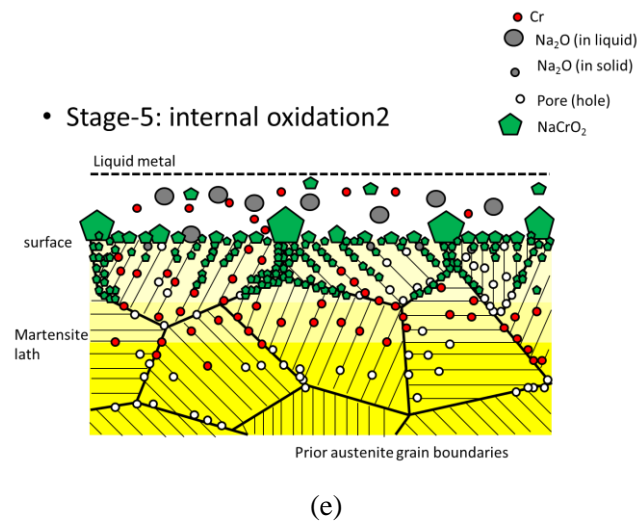 Cr
Na₂O (in liquid)
Na₂O (in solid)
Pore (hole)
NaCrO₂
• Stage-5: internal oxidation2
Liquid metal
surface
Martensite
lath
Prior austenite grain boundaries
(e)